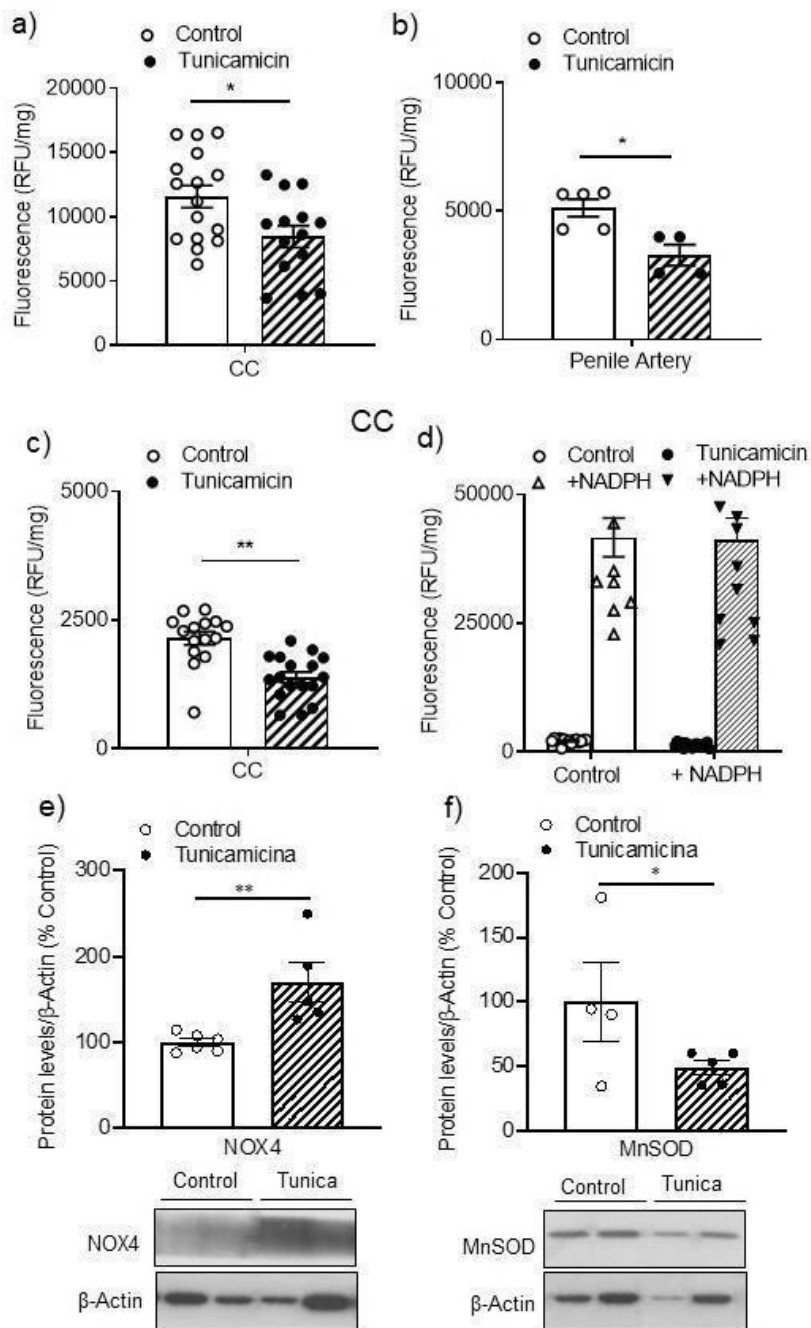 a)
Control
Tunicamicin
*
20000
15000
10000
5000
0
Fluorescence (RFU/mg)
CC
b)
Control
Tunicamicin
*
10000
5000
0
Fluorescence (RFU/mg)
Penile Artery
CC
c)
Control
Tunicamicin
**
5000
2500
0
Fluorescence (RFU/mg)
CC
d)
Control
Tunicamicin
+NADPH
+NADPH
50000
25000
0
Fluorescence (RFU/mg)
Control
+ NADPH
e)
Control
Tunicamicina
**
300
200
100
0
Protein levels/β-Actin (% Control)
NOX4
Control
Tunica
NOX4
β-Actin
f)
Control
Tunicamicina
*
200
150
100
50
0
Protein levels/β-Actin (% Control)
MnSOD
Control
Tunica
MnSOD
β-Actin